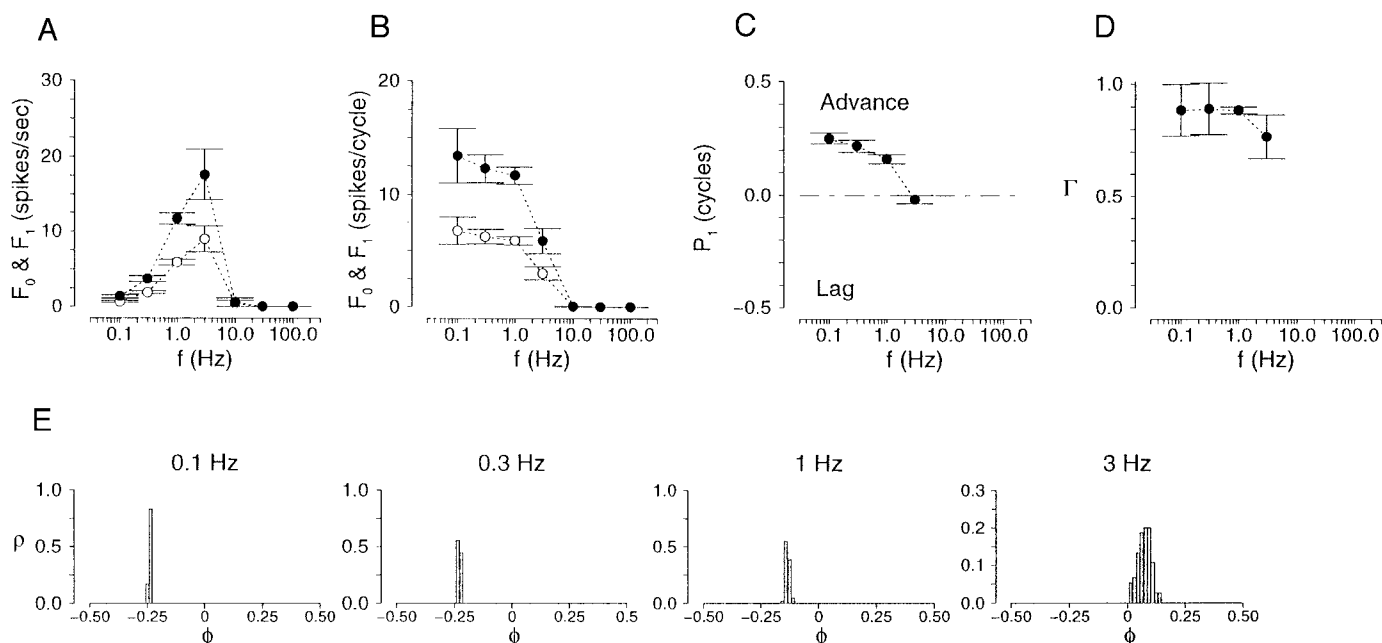 A
B
C
D
F₀ & F₁ (spikes/sec)
30
25
20
15
10
5
0
0.1 1.0 10.0 100.0
f (Hz)
F₀ & F₁ (spikes/cycle)
20
15
10
5
0
0.1 1.0 10.0 100.0
f (Hz)
P₁ (cycles)
0.5
0.0
−0.5
Advance
Lag
0.1 1.0 10.0 100.0
f (Hz)
Γ
1.0
0.5
0.0
0.1 1.0 10.0 100.0
f (Hz)
E
0.1 Hz
0.3 Hz
1 Hz
3 Hz
ρ
1.0
0.5
0.0
−0.50 −0.25 0 0.25 0.50
ϕ
1.0
0.5
0.0
−0.50 −0.25 0 0.25 0.5
ϕ
1.0
0.5
0.0
−0.50 −0.25 0 0.25 0.50
ϕ
0.3
0.2
0.1
0.0
−0.50 −0.25 0 0.25 0.50
ϕ